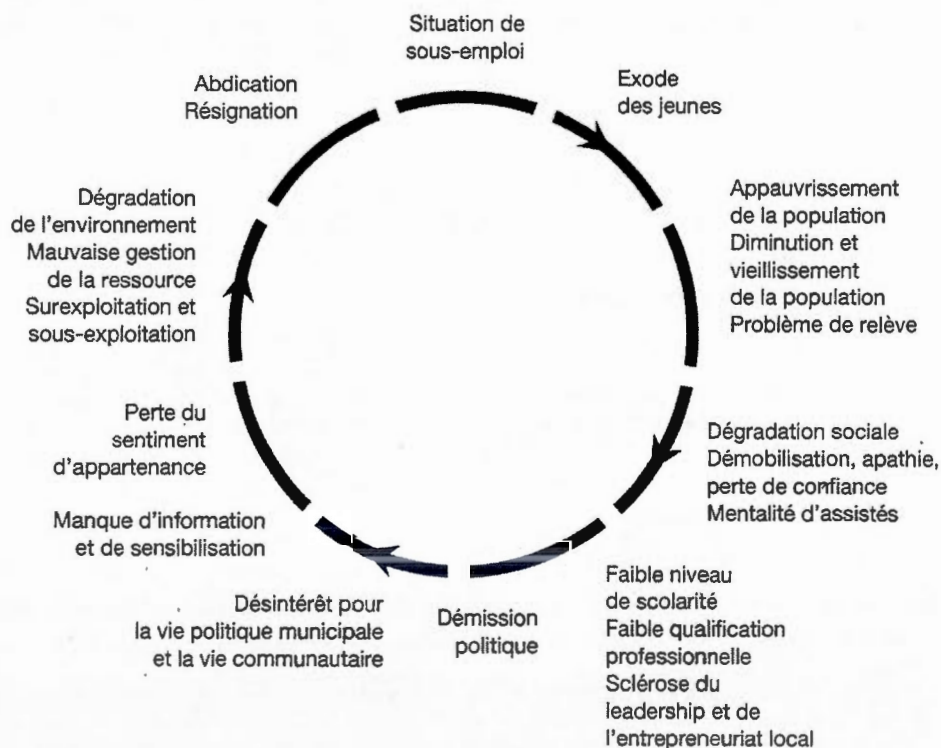 Situation de
sous-emploi
Exode
des jeunes
Appauvrissement
de la population
Diminution et
vieillissement
de la population
Problème de relève
Dégradation sociale
Démobilisation, apathie,
perte de confiance
Mentalité d'assistés
Faible niveau
de scolarité
Faible qualification
professionnelle
Sclérose du
leadership et de
l'entrepreneuriat local
Démission
politique
Désintérêt pour
la vie politique municipale
et la vie communautaire
Manque d'information
et de sensibilisation
Perte du
sentiment
d'appartenance
Dégradation
de l'environnement
Mauvaise gestion
de la ressource
Surexploitation et
sous-exploitation
Abdication
Résignation